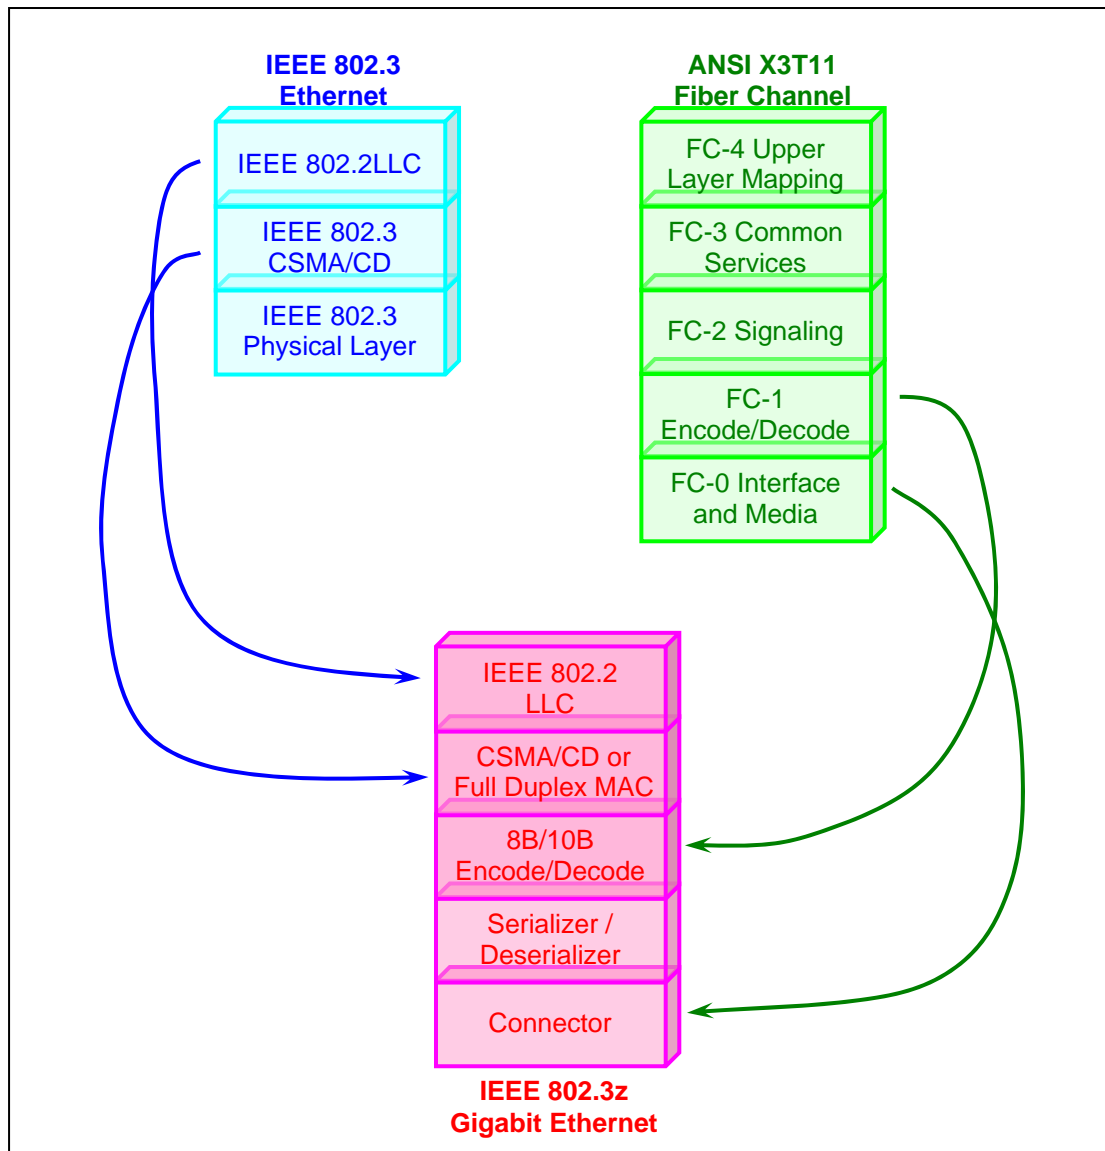 IEEE 802.3
Ethernet
IEEE 802.2LLC
IEEE 802.3
CSMA/CD
IEEE 802.3
Physical Layer
ANSI X3T11
Fiber Channel
FC-4 Upper
Layer Mapping
FC-3 Common
Services
FC-2 Signaling
FC-1
Encode/Decode
FC-0 Interface
and Media
IEEE 802.2
LLC
CSMA/CD or
Full Duplex MAC
8B/10B
Encode/Decode
Serializer /
Deserializer
Connector
IEEE 802.3z
Gigabit Ethernet